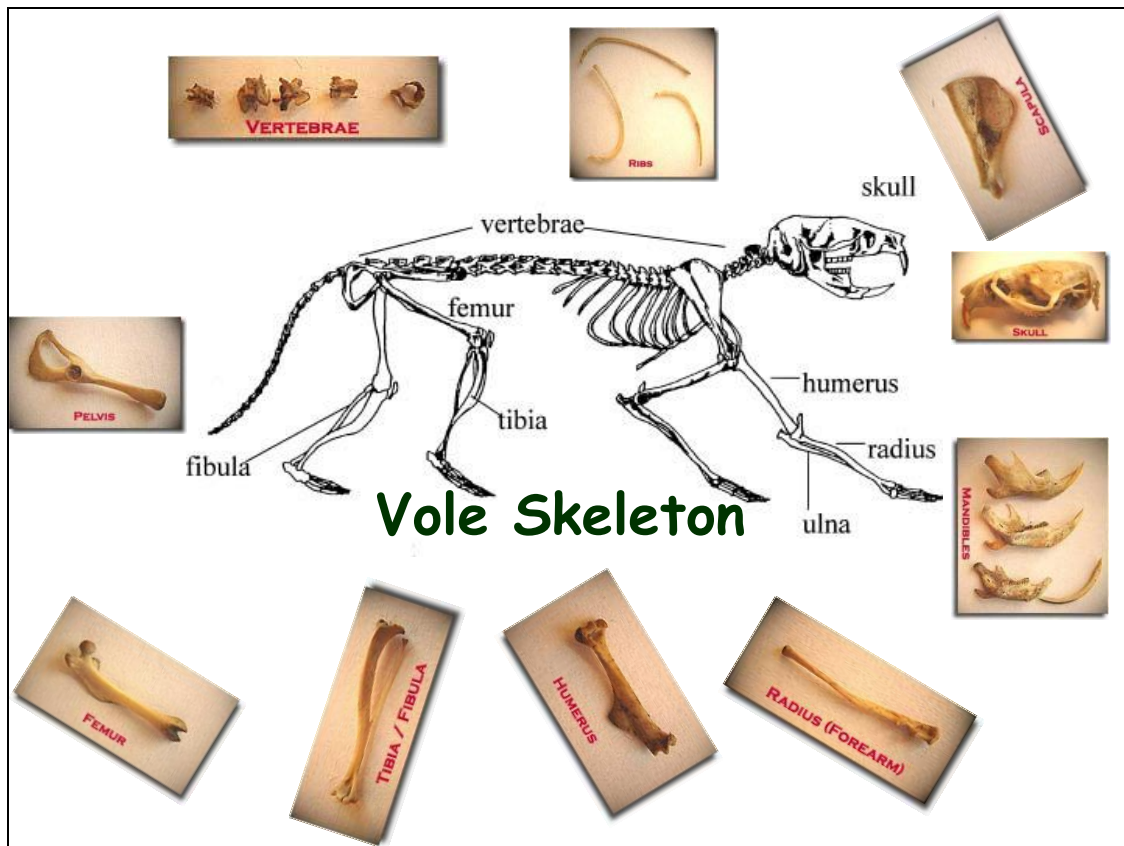 VERTEBRAE
RIBS
SCAPULA
skull
vertebrae
SKULL
femur
PELVIS
humerus
tibia
radius
fibula
MANDIBLES
Vole Skeleton
ulna
FEMUR
TIBIA / FIBULA
HUMERUS
RADIUS (FOREARM)